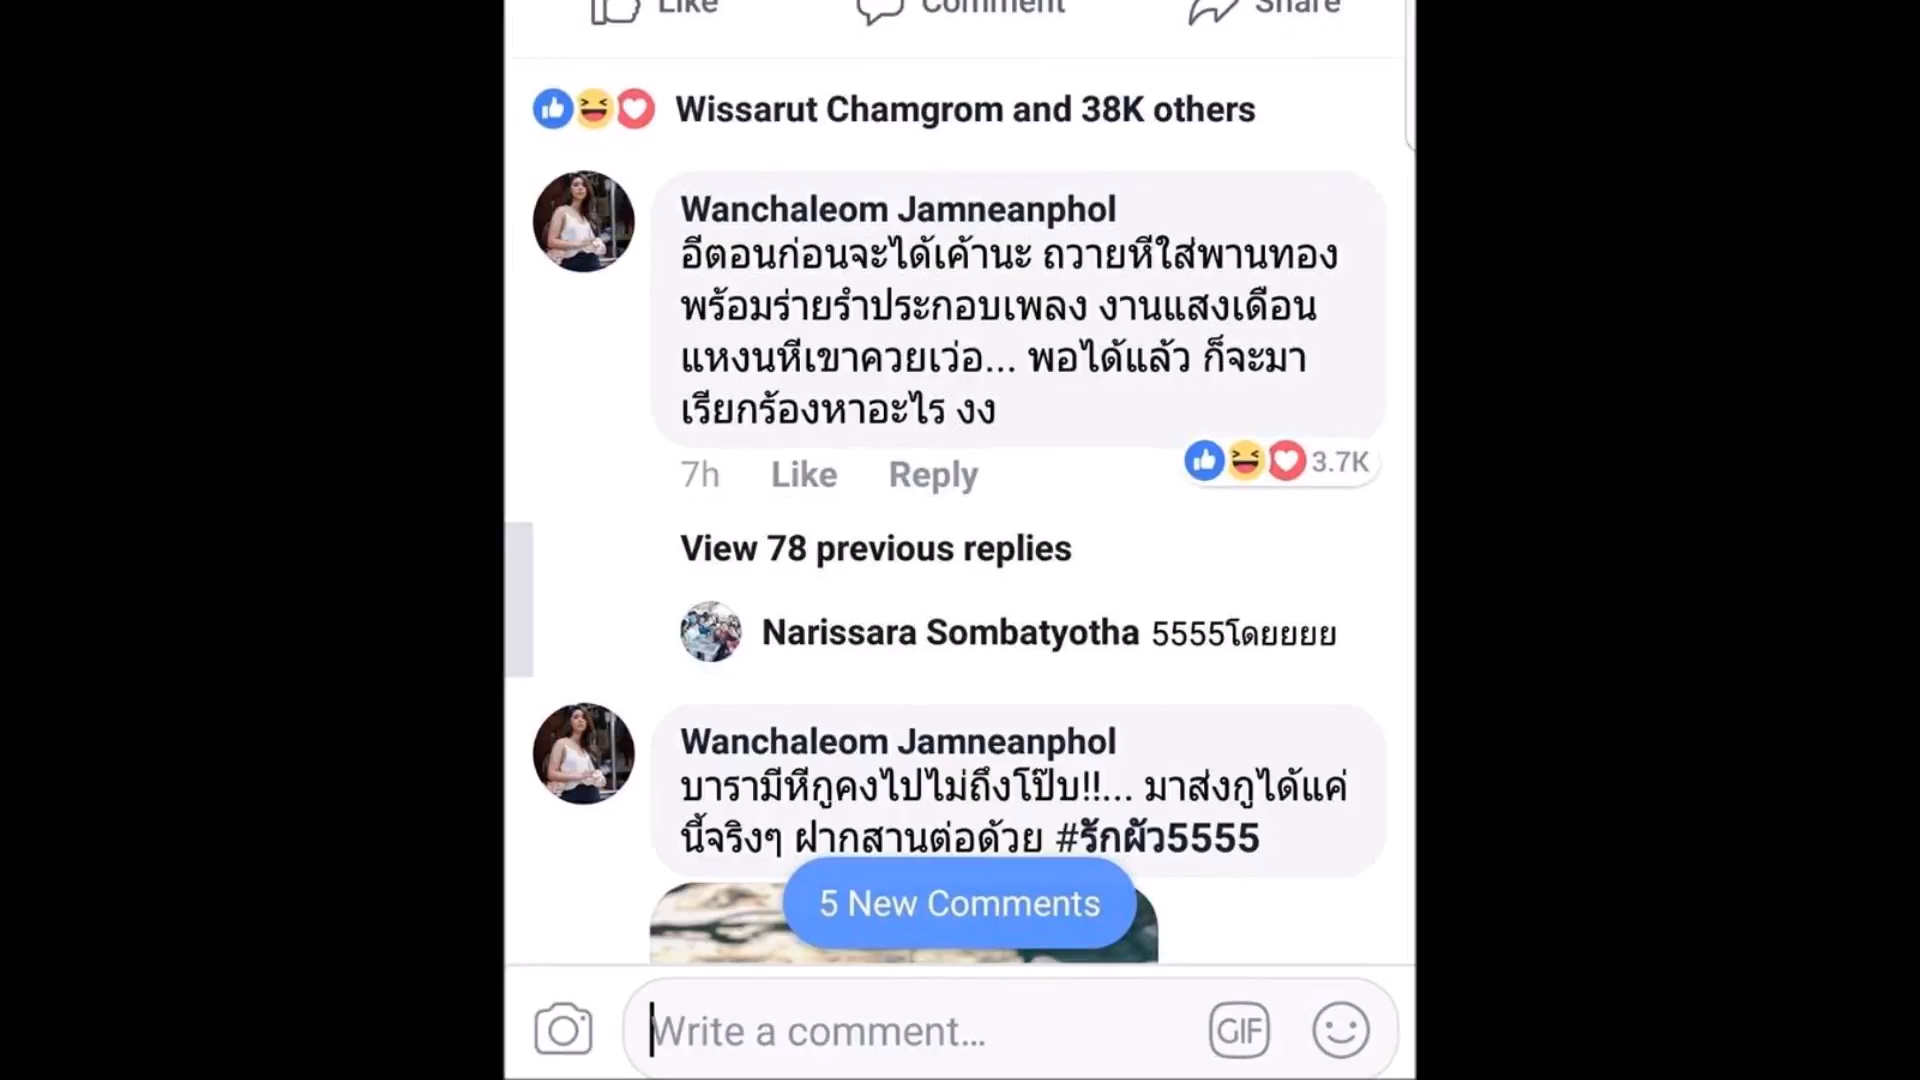 Like Comment Share
Wissarut Chamgrom and 38K others
Wanchaleom Jamneanphol
อีตอนก่อนจะได้เค้านะ ถวายหีใส่พานทอง
พร้อมร่ายรำประกอบเพลง งานแสงเดือน
แหงนหีเขาควยเว่อ... พอได้แล้ว ก็จะมา
เรียกร้องหาอะไร งง
7h Like Reply 3.7K
View 78 previous replies
Narissara Sombatyotha 5555โดยยยย
Wanchaleom Jamneanphol
บารามีหีกูคงไปไม่ถึงโป๊บ!!... มาส่งกูได้แค่
นี้จริงๆ ฝากสานต่อด้วย #รักผัว5555
5 New Comments
Write a comment... GIF